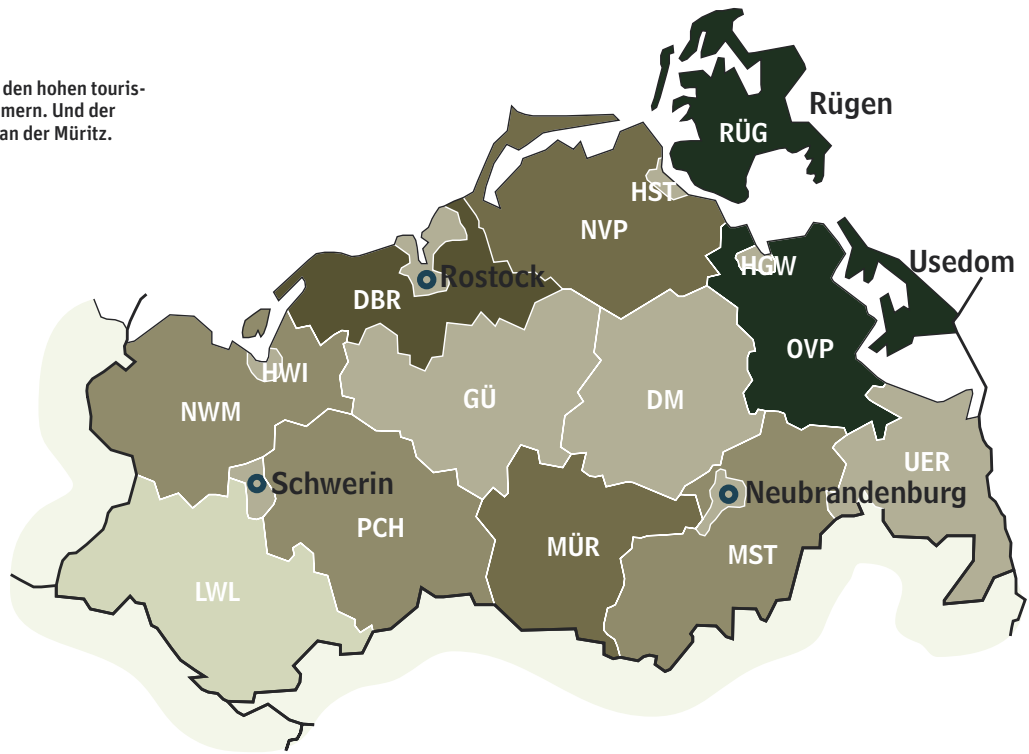 den hohen touris-
mern. Und der
an der Müritz.
Rügen
RÜG
HST
NVP
Usedom
HGW
Rostock
DBR
OVP
HWI
GÜ
DM
NWM
UER
Schwerin
Neubrandenburg
PCH
MÜR
MST
LWL